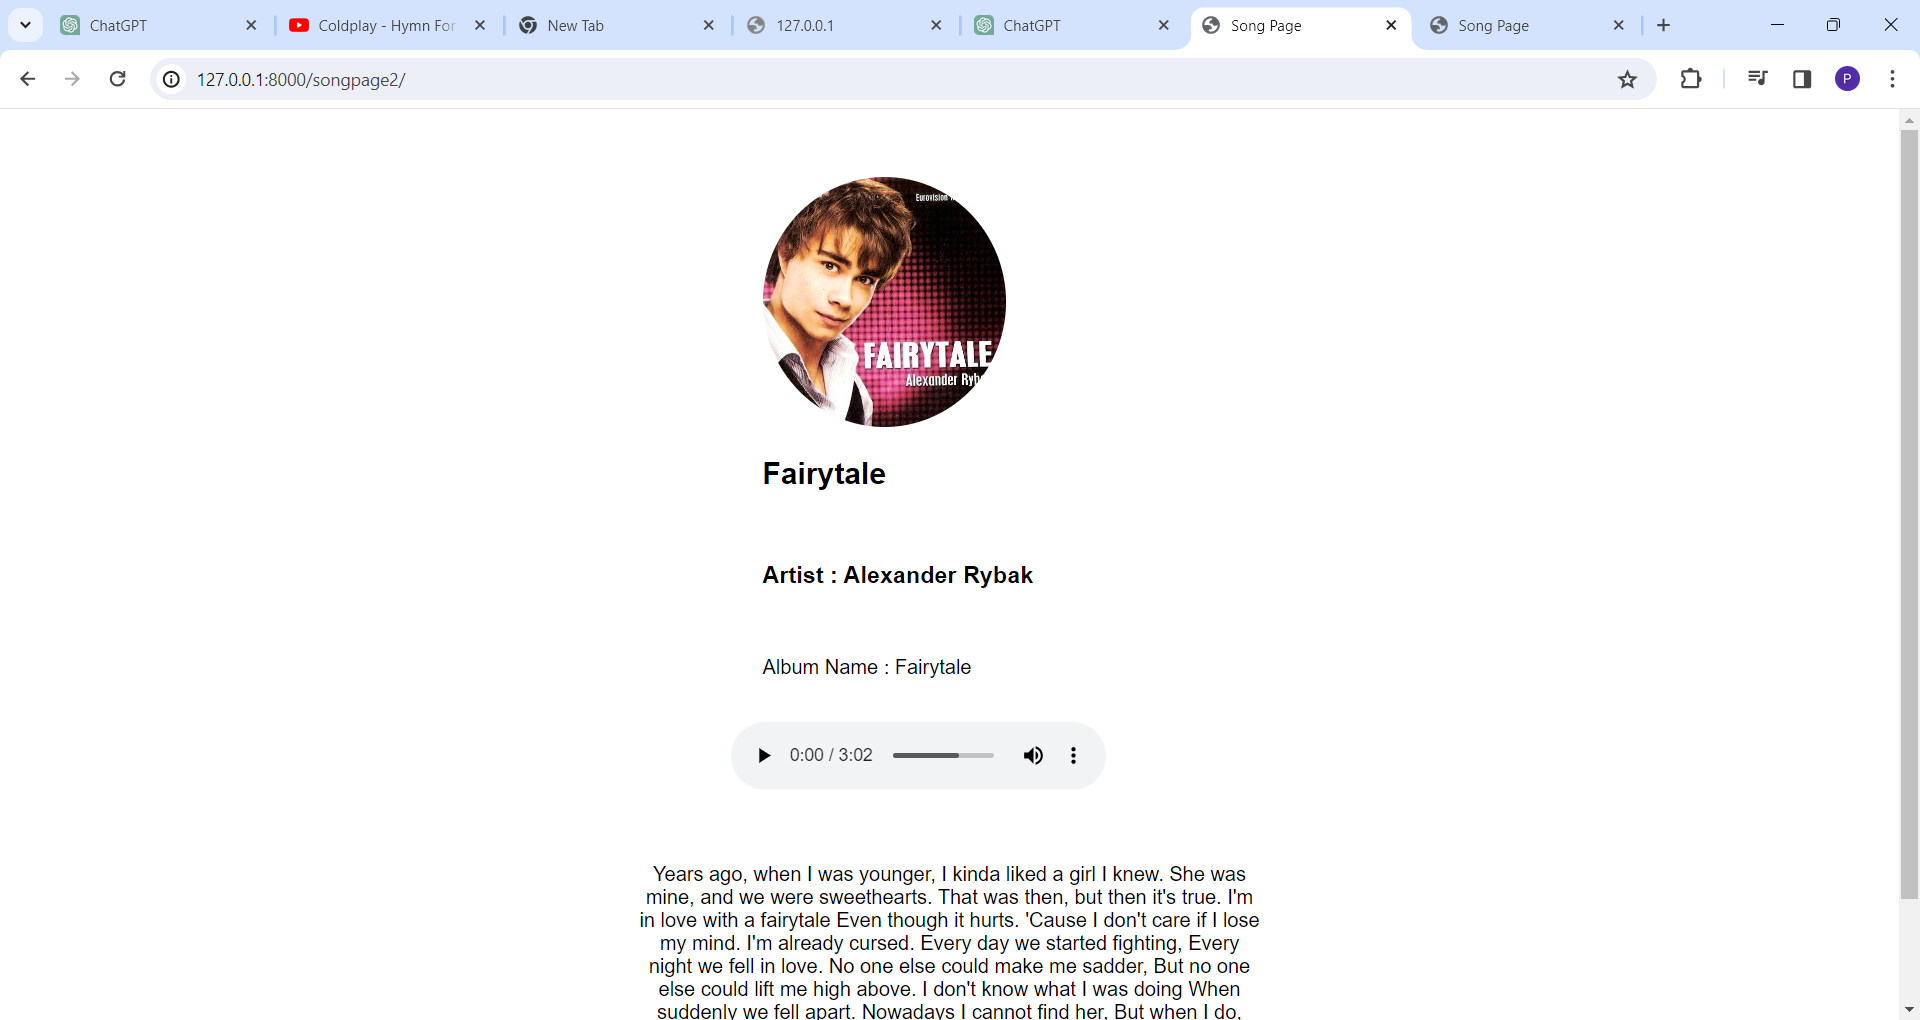 ChatGPT
Coldplay - Hymn For
New Tab
127.0.0.1
ChatGPT
Song Page
Song Page
127.0.0.1:8000/songpage2/
P
Eurovision
FAIRYTALE
Alexander Ryb
Fairytale
Artist : Alexander Rybak
Album Name : Fairytale
0:00 / 3:02
Years ago, when I was younger, I kinda liked a girl I knew. She was
mine, and we were sweethearts. That was then, but then it's true. I'm
in love with a fairytale Even though it hurts. 'Cause I don't care if I lose
my mind. I'm already cursed. Every day we started fighting, Every
night we fell in love. No one else could make me sadder, But no one
else could lift me high above. I don't know what I was doing When
suddenly we fell apart. Nowadays I cannot find her, But when I do,